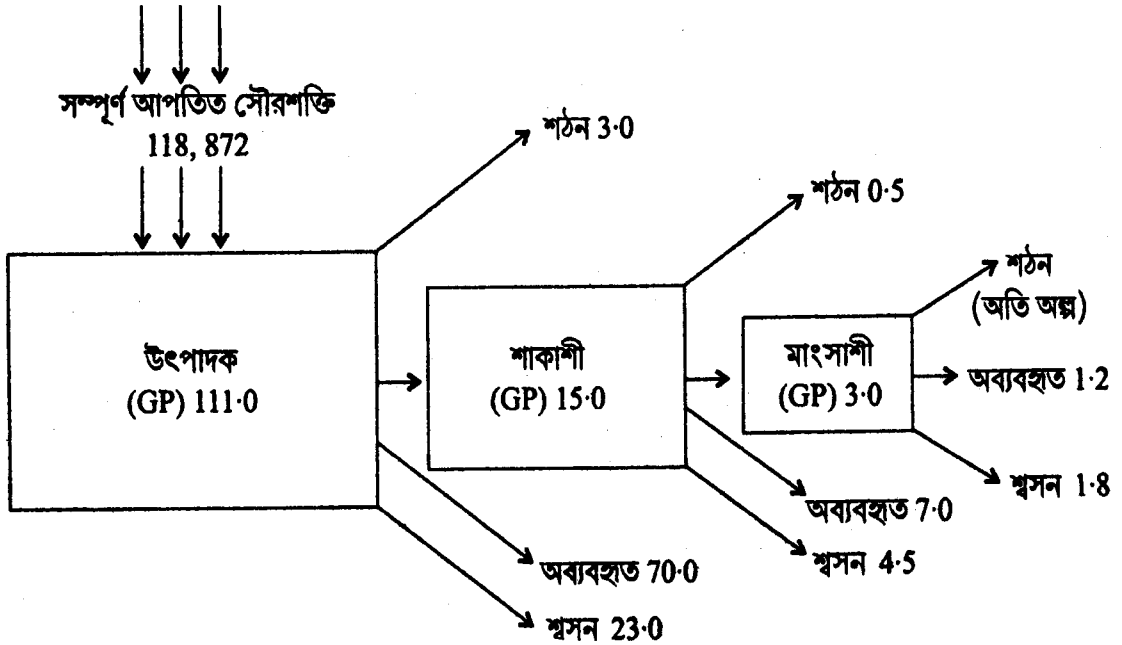 সম্পূর্ণ আপতিত সৌরশক্তি
118, 872
শঠন 3·0
শঠন 0·5
শঠন
(অতি অল্প)
উৎপাদক
(GP) 111·0
শাকাশী
(GP) 15·0
মাংসাশী
(GP) 3·0
অব্যবহৃত 1·2
শ্বসন 1·8
অব্যবহৃত 7·0
শ্বসন 4·5
অব্যবহৃত 70·0
শ্বসন 23·0